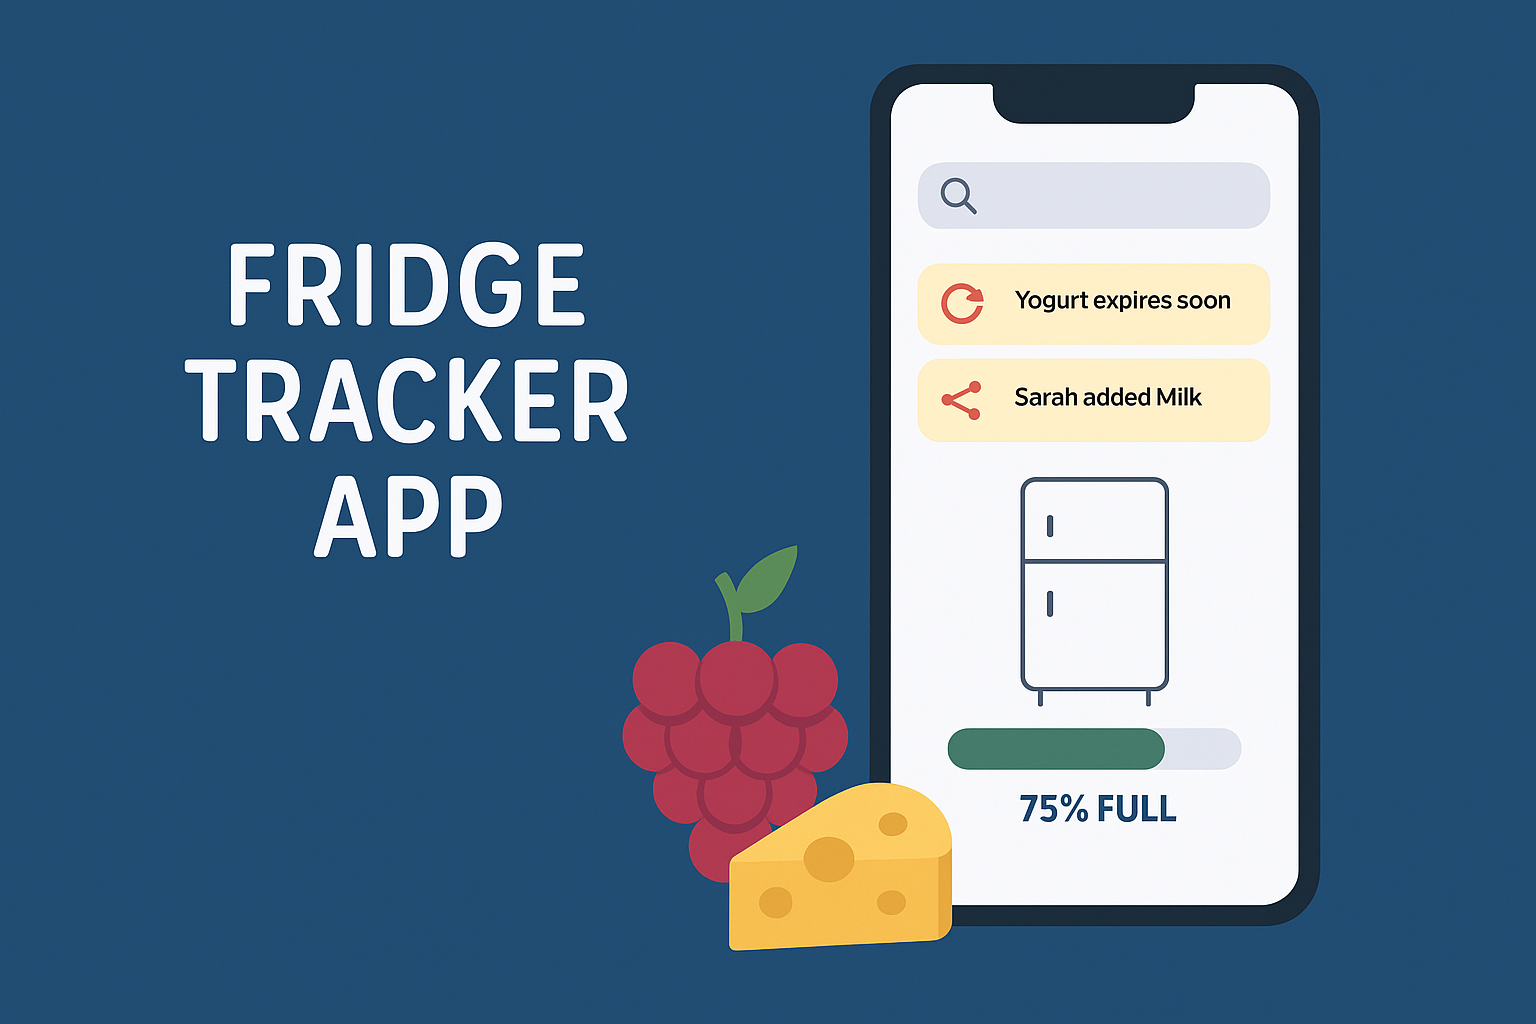 FRIDGE
TRACKER
APP
Yogurt expires soon
Sarah added Milk
75% FULL